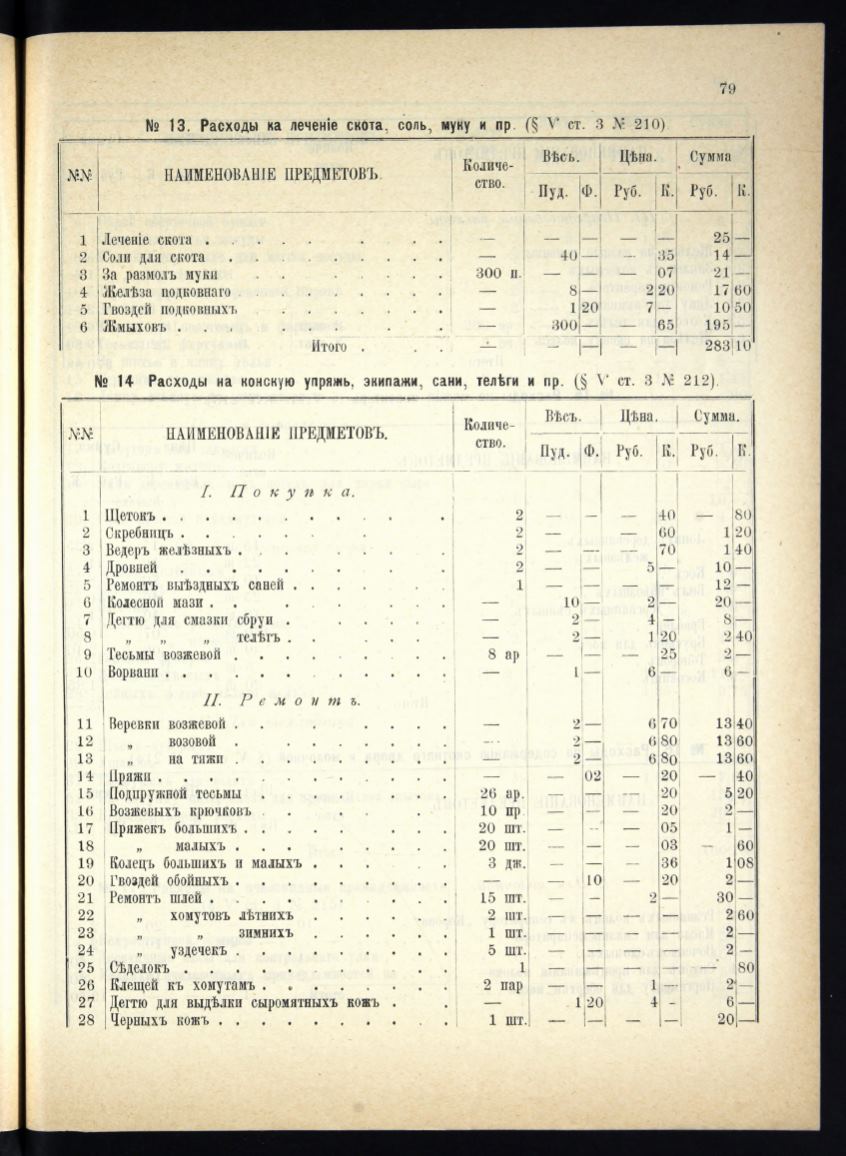 79
№ 13. Расходы ка леченіе скота, соль, муку и пр. (§ V ст. 3 № 210)
№№ НАИМЕНОВАНІЕ ПРЕДМЕТОВЪ. Количе-ство. Вѣсъ. Цѣна. Сумма
Пуд. Ф. Руб. К. Руб. К.
1 Леченіе скота . — — — — — 25 —
2 Соли для скота . — 40 — 35 14 —
3 За размолъ муки 300 п. — — 07 21 —
4 Желѣза подковнаго — 8 — 2 20 17 60
5 Гвоздей подковныхъ — 1 20 7 — 10 50
6 Жмыховъ . — 300 — — 65 195 —
Итого . — — — — — 283 10
№ 14 Расходы на конскую упряжь, экипажи, сани, телѣги и пр. (§ V ст. 3 № 212).
№№ НАИМЕНОВАНІЕ ПРЕДМЕТОВЪ. Количе-ство. Вѣсъ. Цѣна. Сумма.
Пуд. Ф. Руб. К. Руб. К.
I. Покупка.
1 Щетокъ . 2 — — — 40 — 80
2 Скребницъ . 2 — — 60 1 20
3 Ведеръ желѣзныхъ . 2 — — — 70 1 40
4 Дровней 2 — — 5 — 10 —
5 Ремонтъ выѣздныхъ саней . 1 — — — — 12 —
6 Колесной мази . — 10 — 2 — 20 —
7 Дегтю для смазки сбруи . — 2 — 4 — 8 —
8 „ „ „ телѣгъ . — 2 — 1 20 2 40
9 Тесьмы возжевой . 8 ар — — — 25 2 —
10 Ворвани . — 1 — 6 — 6 —
II. Ремонтъ.
11 Веревки возжевой . — 2 — 6 70 13 40
12 „ возовой . — 2 — 6 80 13 60
13 „ на тяжи . — 2 — 6 80 13 60
14 Пряжи . — — 02 — 20 — 40
15 Подпружной тесьмы . 26 ар. — — — 20 5 20
16 Возжевыхъ крючковъ 10 пр. — — — 20 2 —
17 Пряжекъ большихъ . 20 шт. — - — 05 1 —
18 „ малыхъ . 20 шт. — — — 03 — 60
19 Колецъ большихъ и малыхъ . 3 дж. — — — 36 1 08
20 Гвоздей обойныхъ . — — 10 — 20 2 —
21 Ремонтъ шлей . 15 шт. — — 2 — 30 —
22 „ хомутовъ лѣтнихъ 2 шт. — — — — 2 60
23 „ „ зимнихъ 1 шт. — — — — 2 —
24 „ уздечекъ . 5 шт. — — — — 2 —
25 Сѣделокъ . 1 — — — — — 80
26 Клещей къ хомутамъ . 2 пар — — 1 — 2 —
27 Дегтю для выдѣлки сыромятныхъ кожъ . — 1 20 4 - 6 —
28 Черныхъ кожъ . 1 шт. — — — — 20 —